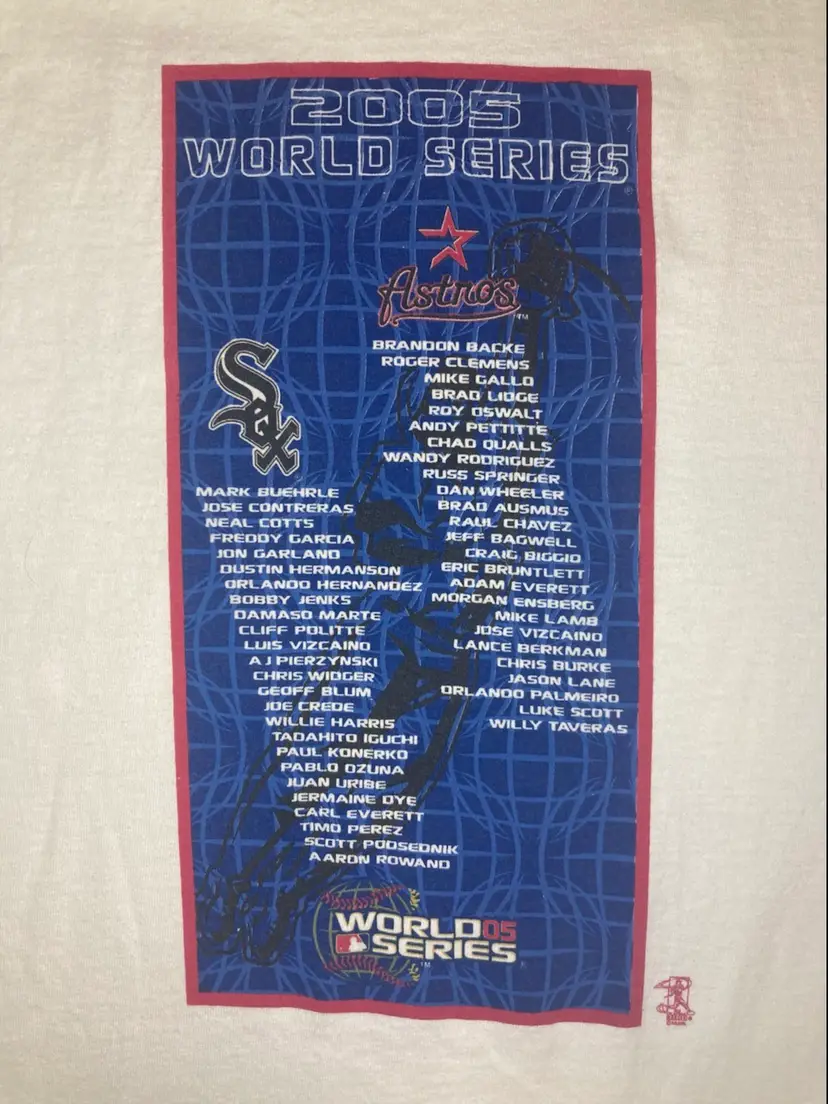 2005
WORLD SERIES
®
Astros
™
BRANDON BACKE
ROGER CLEMENS
MIKE GALLO
BRAD LIDGE
ROY OSWALT
ANDY PETTITTE
CHAD QUALLS
WANDY RODRIGUEZ
RUSS SPRINGER
DAN WHEELER
BRAD AUSMUS
RAUL CHAVEZ
JEFF BAGWELL
CRAIG BIGGIO
ERIC BRUNTLETT
ADAM EVERETT
MORGAN ENSBERG
MIKE LAMB
JOSE VIZCAINO
LANCE BERKMAN
CHRIS BURKE
JASON LANE
ORLANDO PALMEIRO
LUKE SCOTT
WILLY TAVERAS
Sox
MARK BUEHRLE
JOSE CONTRERAS
NEAL COTTS
FREDDY GARCIA
JON GARLAND
DUSTIN HERMANSON
ORLANDO HERNANDEZ
BOBBY JENKS
DAMASO MARTE
CLIFF POLITTE
LUIS VIZCAINO
A J PIERZYNSKI
CHRIS WIDGER
GEOFF BLUM
JOE CREDE
WILLIE HARRIS
TADAHITO IGUCHI
PAUL KONERKO
PABLO OZUNA
JUAN URIBE
JERMAINE DYE
CARL EVERETT
TIMO PEREZ
SCOTT PODSEDNIK
AARON ROWAND
WORLD 05
SERIES
™